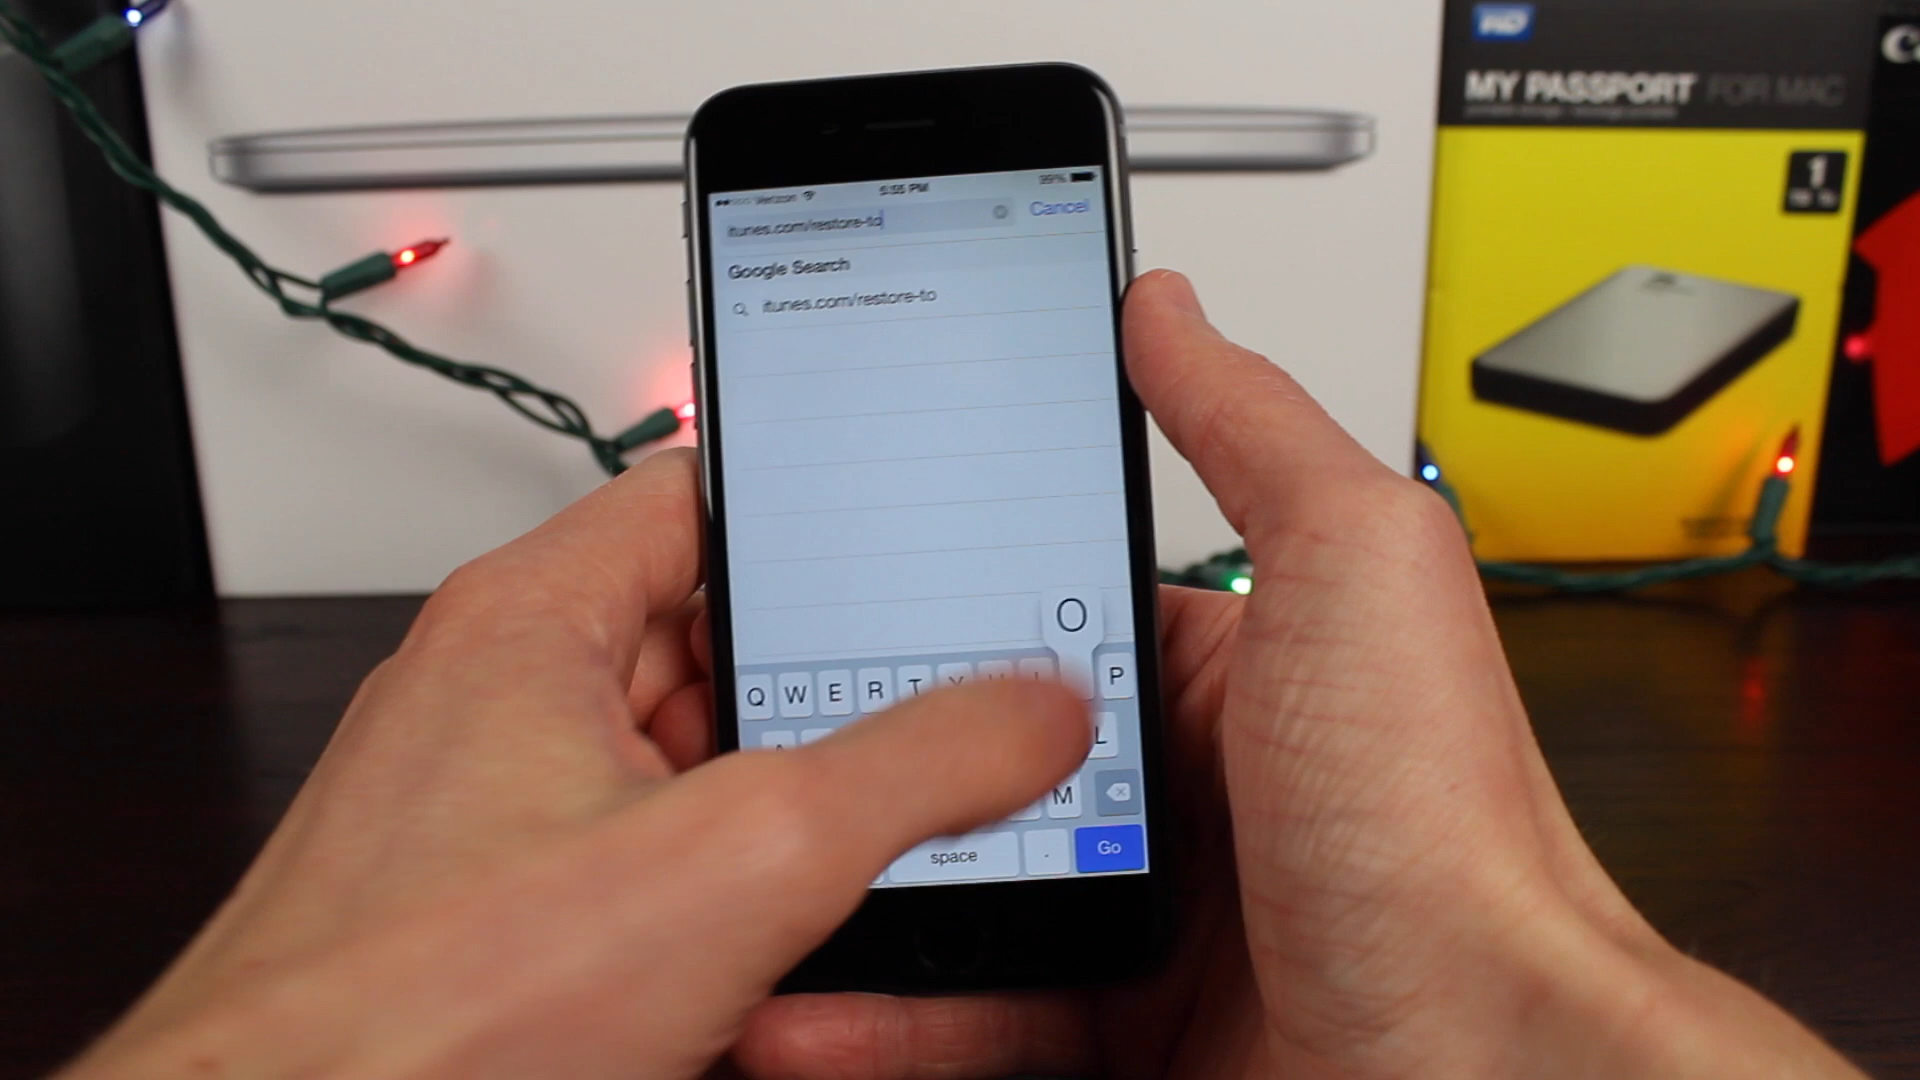 WD
MY PASSPORT FOR MAC
1
Verizon 5:55 PM 99%
itunes.com/restore-to Cancel
Google Search
itunes.com/restore-to
O
Q W E R T P
L
M
space . Go